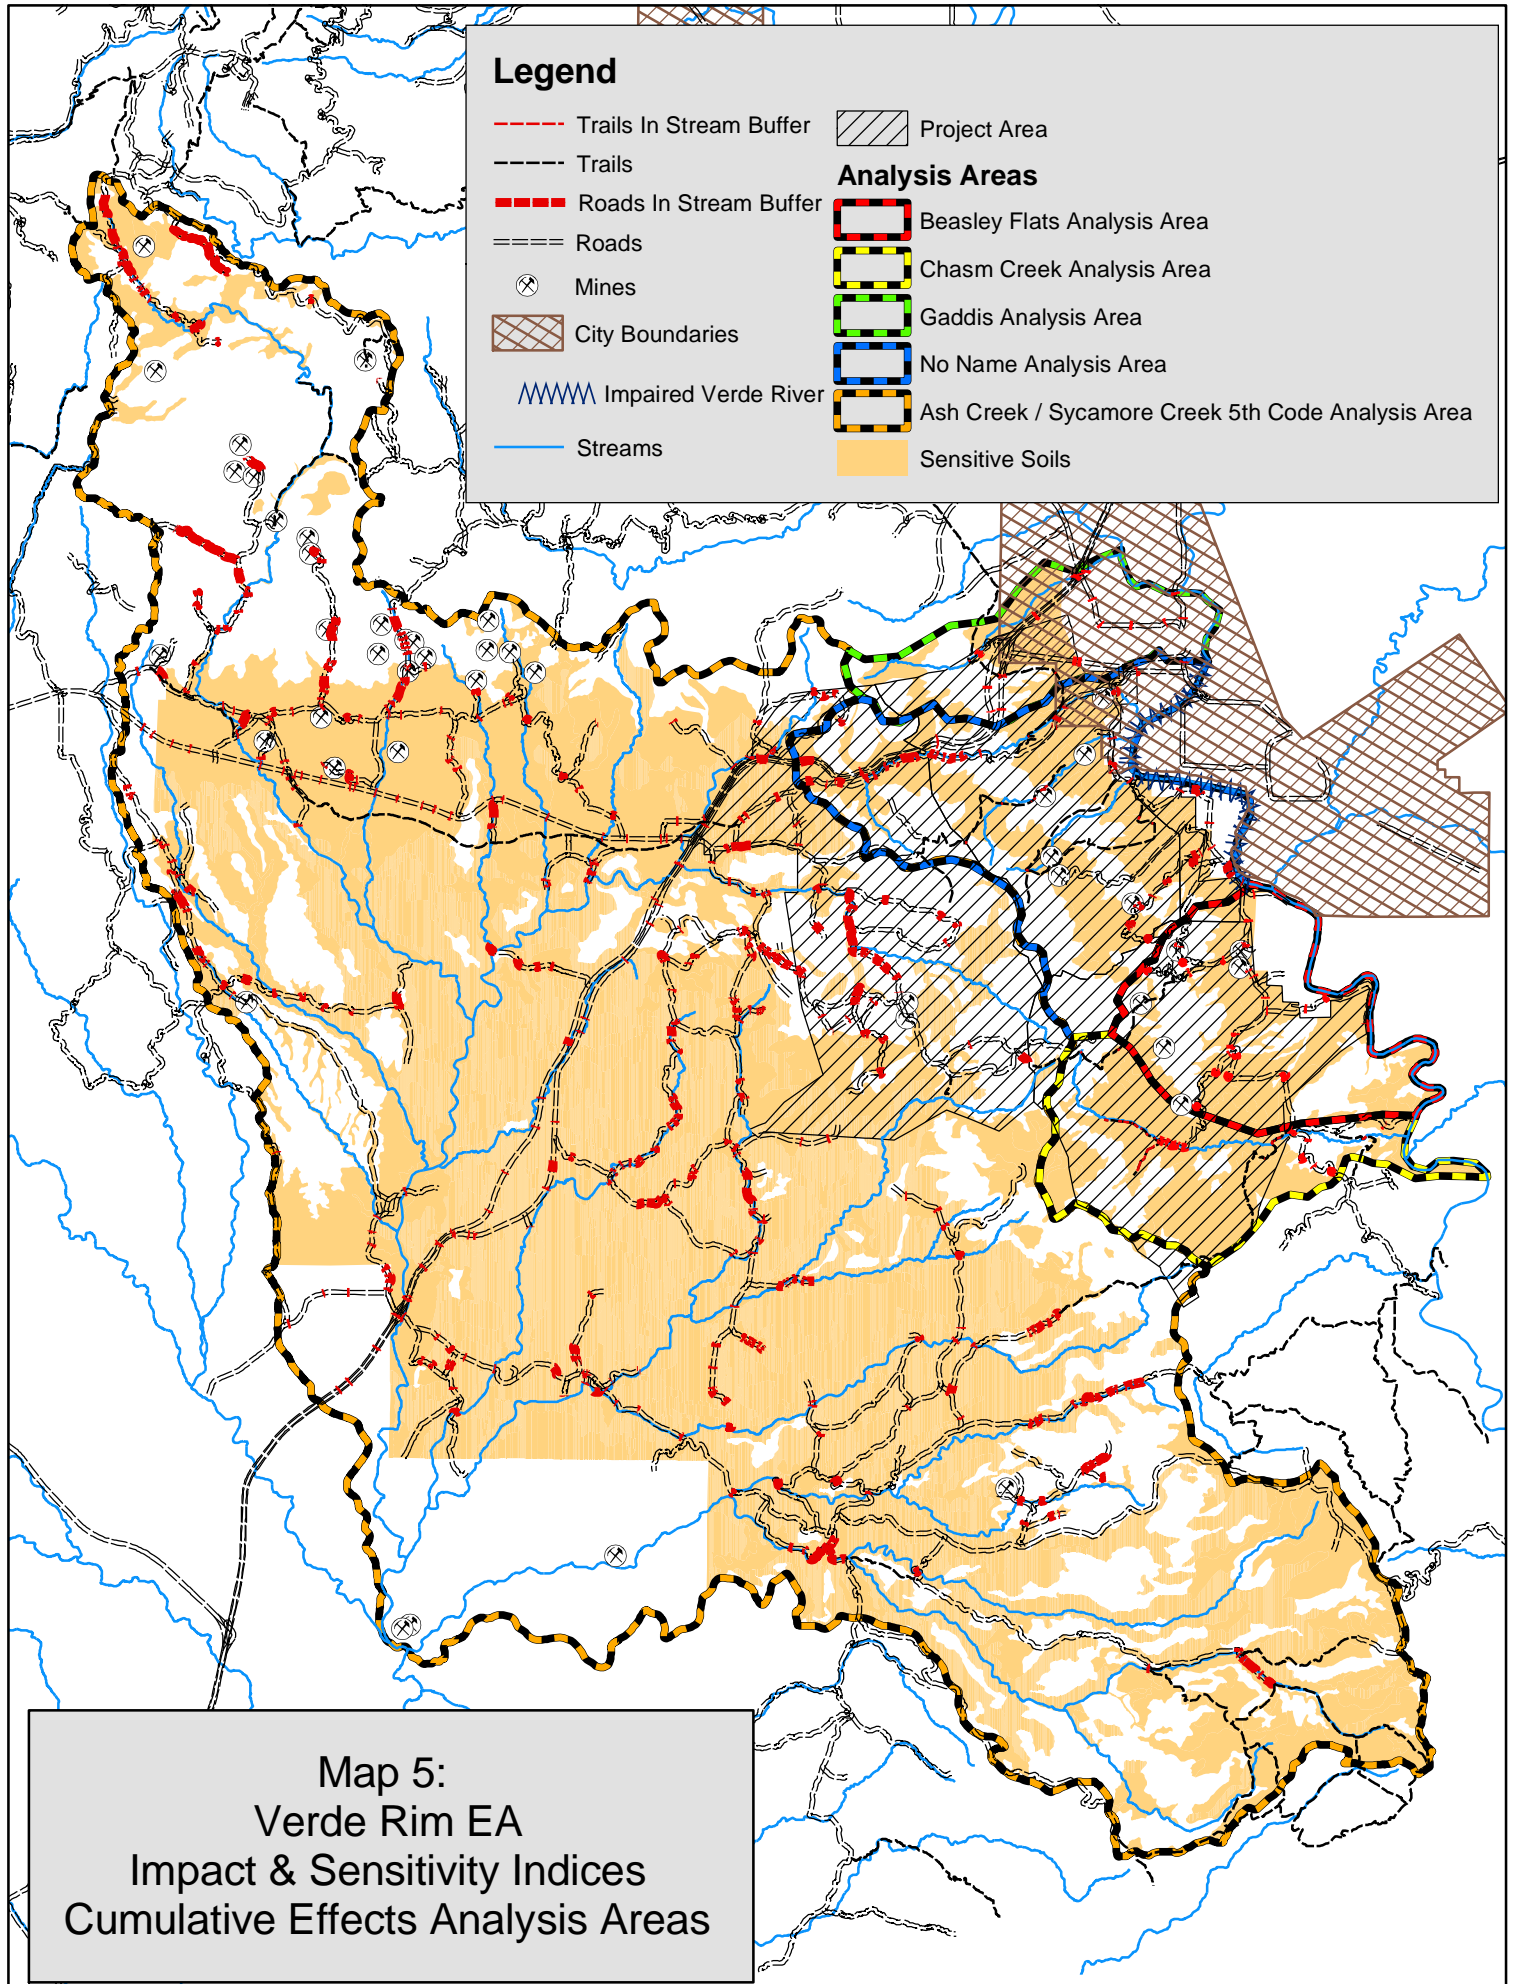 Legend
Trails In Stream Buffer
Trails
Roads In Stream Buffer
Roads
Mines
City Boundaries
Impaired Verde River
Streams
Project Area
Analysis Areas
Beasley Flats Analysis Area
Chasm Creek Analysis Area
Gaddis Analysis Area
No Name Analysis Area
Ash Creek / Sycamore Creek 5th Code Analysis Area
Sensitive Soils
Map 5:
Verde Rim EA
Impact & Sensitivity Indices
Cumulative Effects Analysis Areas